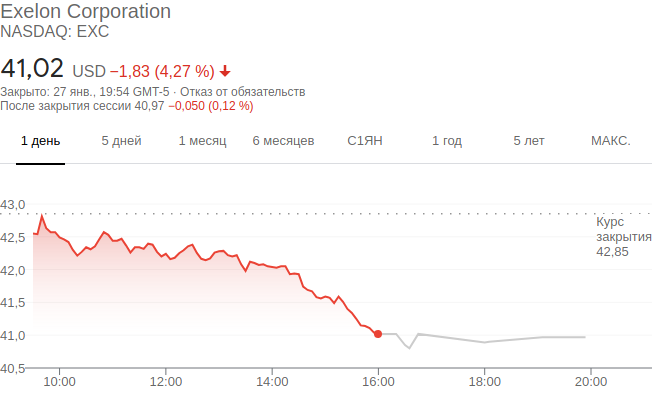 Exelon Corporation
NASDAQ: EXC
41,02 USD −1,83 (4,27 %)
Закрыто: 27 янв., 19:54 GMT-5 · Отказ от обязательств
После закрытия сессии 40,97 −0,050 (0,12 %)
1 день 5 дней 1 месяц 6 месяцев С1ЯН 1 год 5 лет МАКС.
43,0
Курс
закрытия
42,85
42,5
42,0
41,5
41,0
40,5
10:00 12:00 14:00 16:00 18:00 20:00